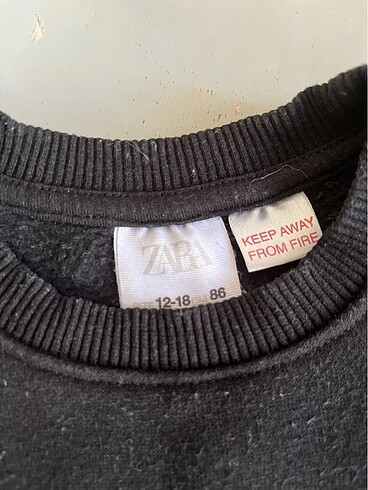 ZARA
12-18 86
KEEP AWAY
FROM FIRE